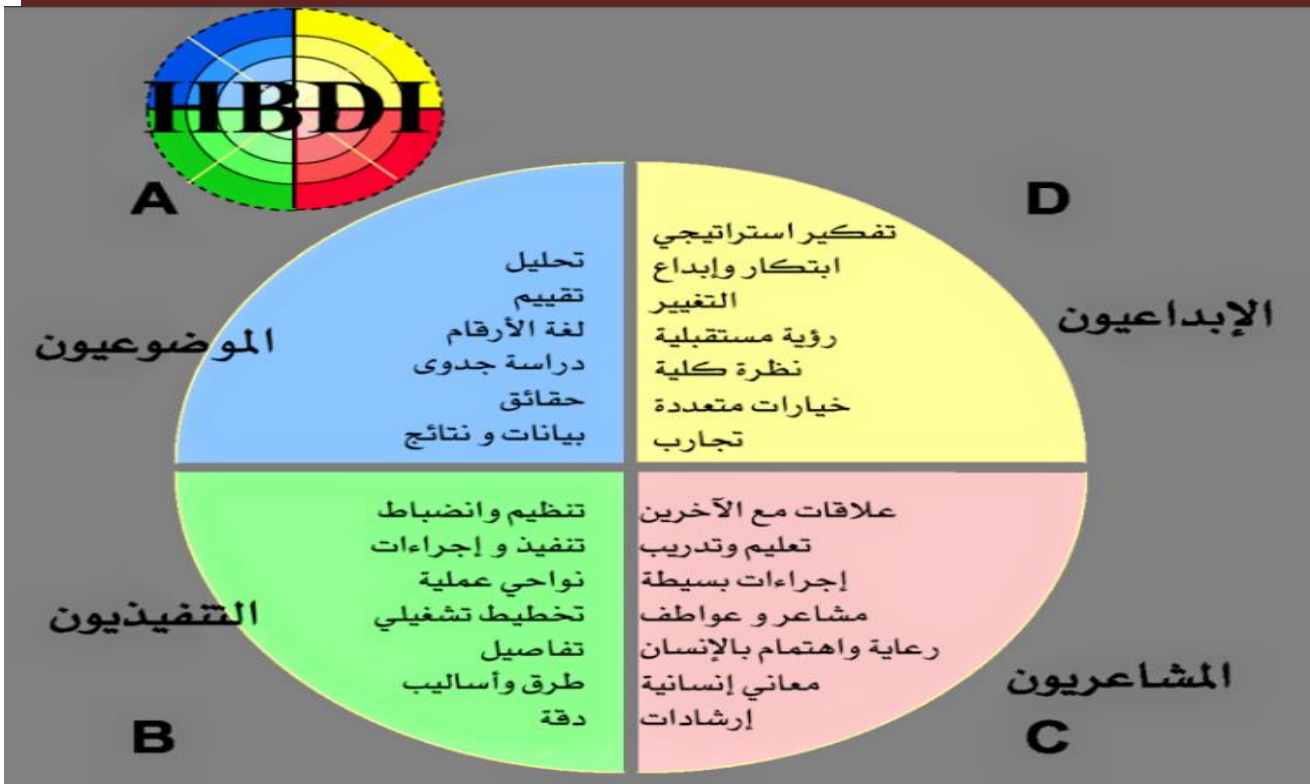 HBDI
A
الموضوعيون
تحليل
تقييم
لغة الأرقام
دراسة جدوى
حقائق
بيانات و نتائج
D
الإبداعيون
تفكير استراتيجي
ابتكار وإبداع
التغيير
رؤية مستقبلية
نظرة كلية
خيارات متعددة
تجارب
B
التنفيذيون
تنظيم وانضباط
تنفيذ و إجراءات
نواحي عملية
تخطيط تشغيلي
تفاصيل
طرق وأساليب
دقة
C
المشاعريون
علاقات مع الآخرين
تعليم وتدريب
إجراءات بسيطة
مشاعر و عواطف
رعاية واهتمام بالإنسان
معاني إنسانية
إرشادات